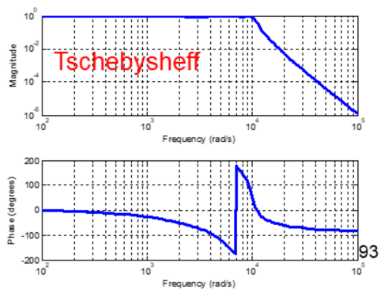 10^0
10^-2
Tschebysheff
Magnitude
10^-4
10^-6
10^2 10^3 10^4 10^5
Frequency (rad/s)
200
100
Phase (degrees)
0
-100
93
-200
10^2 10^3 10^4 10^5
Frequency (rad/s)